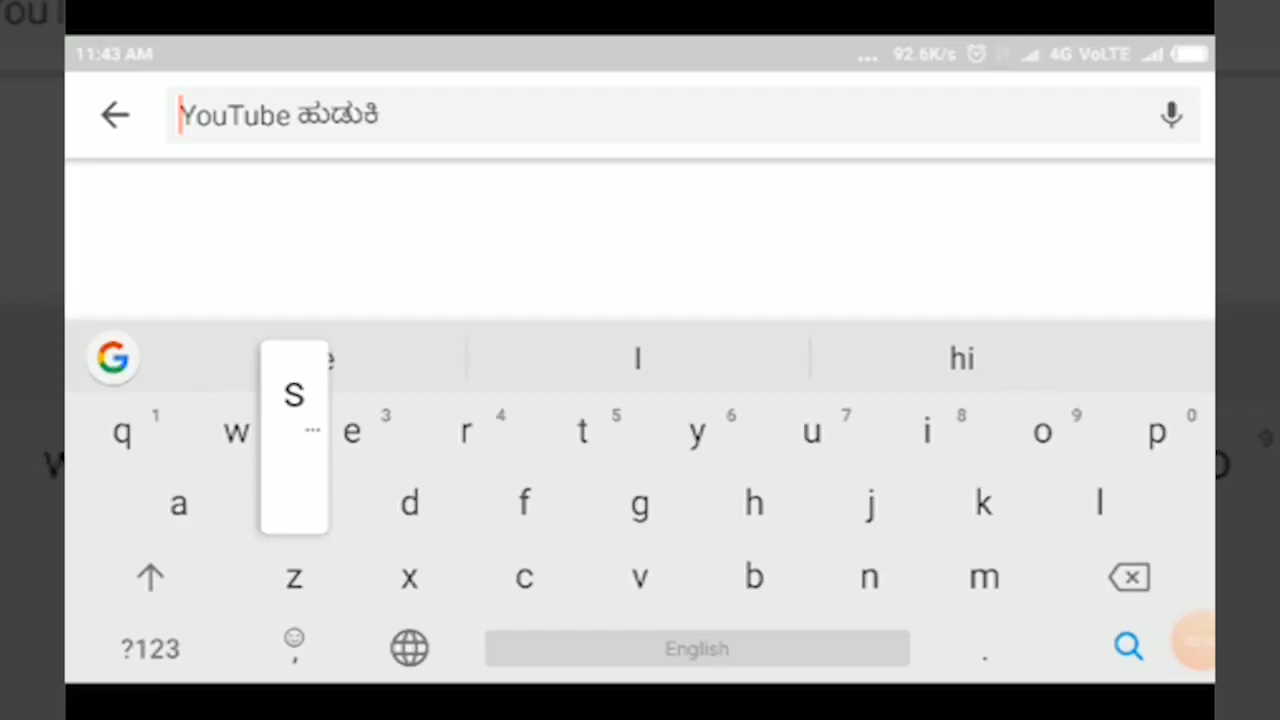 11:43 AM ... 92.6K/s 4G VoLTE
YouTube ಹುಡುಕಿ
I hi
q 1 w e 3 r 4 t 5 y 6 u 7 i 8 o 9 p 0
S
a d f g h j k l
z x c v b n m
?123 , English .